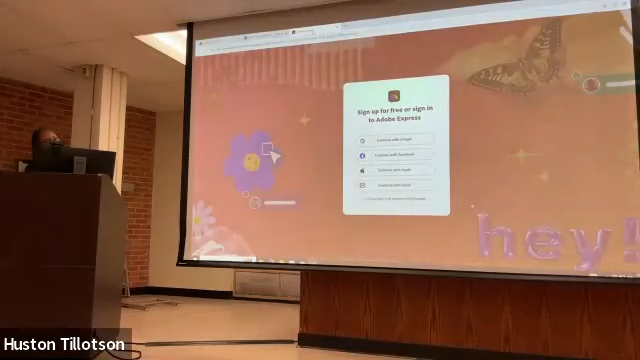 Sign up for free or sign in
to Adobe Express
Continue with Google
Continue with Facebook
Continue with Apple
Continue with Email
hey!
Huston Tillotson